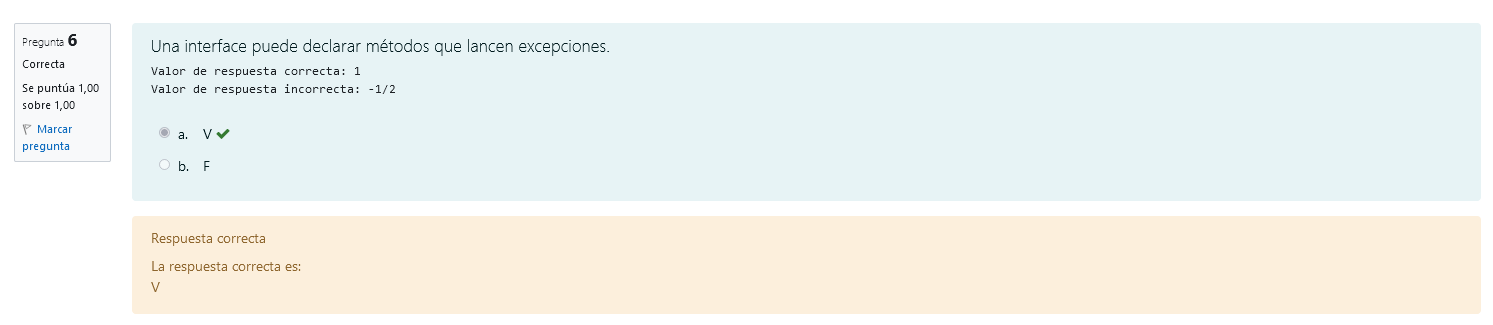 Pregunta 6
Correcta
Se puntúa 1,00
sobre 1,00
Marcar
pregunta
Una interface puede declarar métodos que lancen excepciones.
Valor de respuesta correcta: 1
Valor de respuesta incorrecta: -1/2
a. V
b. F
Respuesta correcta
La respuesta correcta es:
V